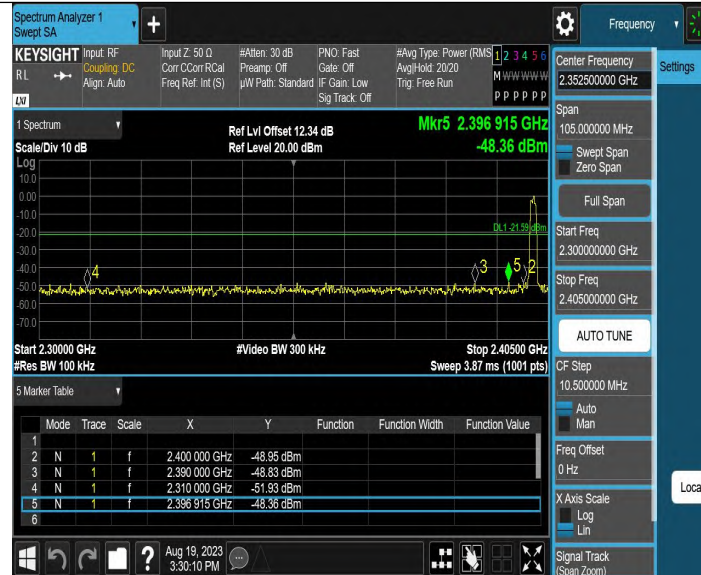 Spectrum Analyzer 1
Swept SA
Frequency
KEYSIGHT
RL
LXI
Input: RF
Coupling: DC
Align: Auto
Input Z: 50 Ω
Corr CCorr RCal
Freq Ref: Int (S)
#Atten: 30 dB
Preamp: Off
µW Path: Standard
PNO: Fast
Gate: Off
IF Gain: Low
Sig Track: Off
#Avg Type: Power (RMS
Avg|Hold: 20/20
Trig: Free Run
1 2 3 4 5 6
M W W W W W
P P P P P P
Center Frequency
2.352500000 GHz
Settings
Span
105.000000 MHz
Swept Span
Zero Span
Full Span
Start Freq
2.300000000 GHz
Stop Freq
2.405000000 GHz
AUTO TUNE
CF Step
10.500000 MHz
Auto
Man
Freq Offset
0 Hz
X Axis Scale
Log
Lin
Signal Track
(Span Zoom)
Loca
1 Spectrum
Scale/Div 10 dB
Ref Lvl Offset 12.34 dB
Ref Level 20.00 dBm
Mkr5 2.396 915 GHz
-48.36 dBm
Log
10.0
0.00
-10.0
-20.0
-30.0
-40.0
-50.0
-60.0
-70.0
DL1 -21.59 dBm
4
3
5
2
Start 2.30000 GHz
#Res BW 100 kHz
#Video BW 300 kHz
Stop 2.40500 GHz
Sweep 3.87 ms (1001 pts)
5 Marker Table
Mode Trace Scale X Y Function Function Width Function Value
1
2 N 1 f 2.400 000 GHz -48.95 dBm
3 N 1 f 2.390 000 GHz -48.83 dBm
4 N 1 f 2.310 000 GHz -51.93 dBm
5 N 1 f 2.396 915 GHz -48.36 dBm
6
?
Aug 19, 2023
3:30:10 PM